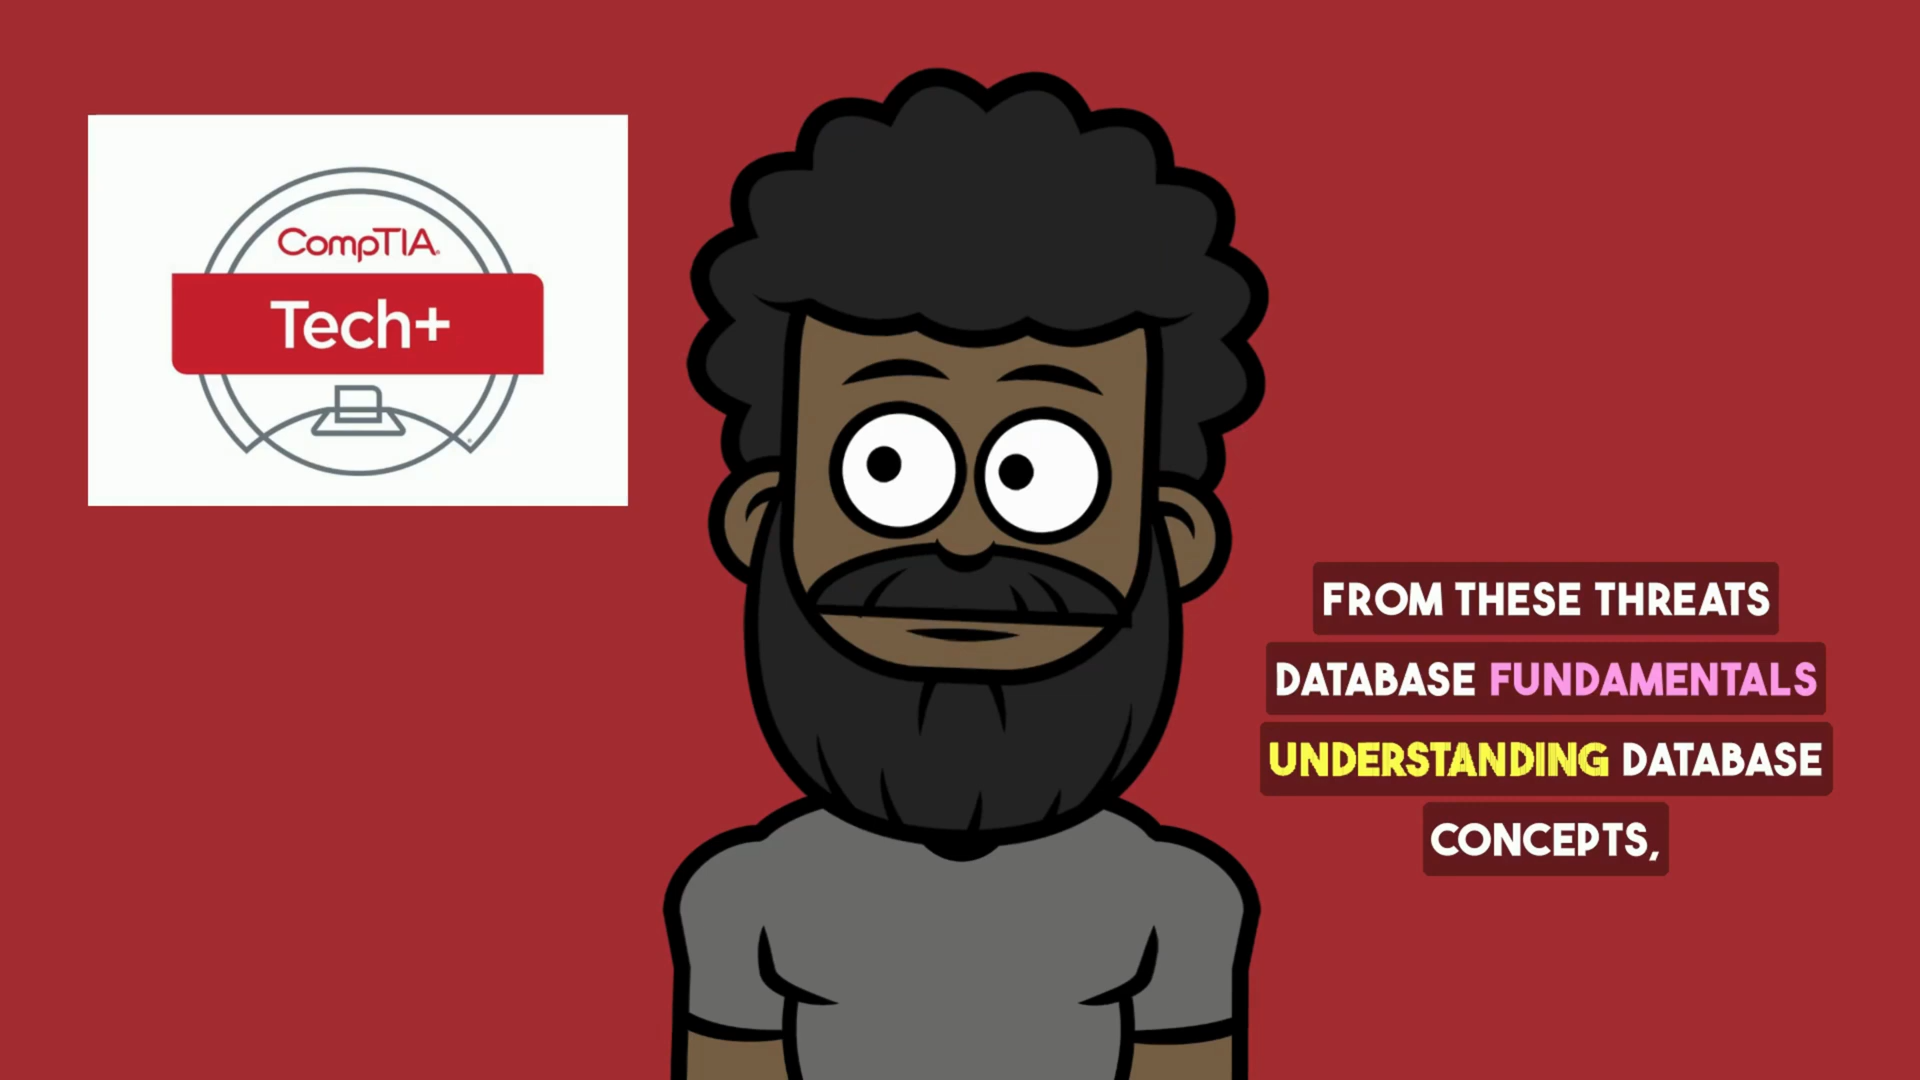 CompTIA.
Tech+
FROM THESE THREATS
DATABASE FUNDAMENTALS
UNDERSTANDING DATABASE
CONCEPTS,